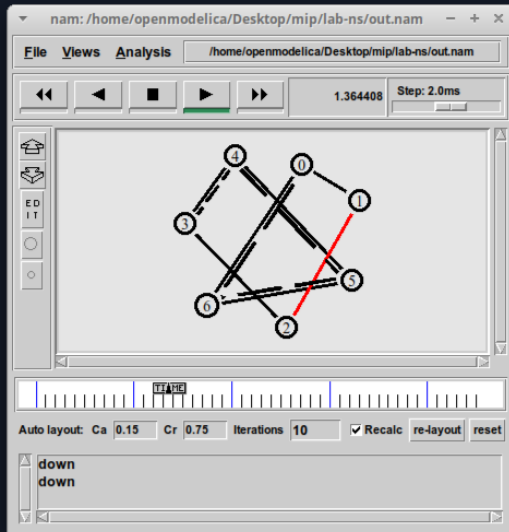 nam: /home/openmodelica/Desktop/mip/lab-ns/out.nam
File Views Analysis /home/openmodelica/Desktop/mip/lab-ns/out.nam
1.364408 Step: 2.0ms
ED
IT
4
0
1
3
5
6
2
TIME
Auto layout: Ca 0.15 Cr 0.75 Iterations 10 Recalc re-layout reset
down
down